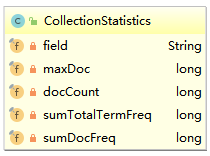 C CollectionStatistics
f field String
f maxDoc long
f docCount long
f sumTotalTermFreq long
f sumDocFreq long